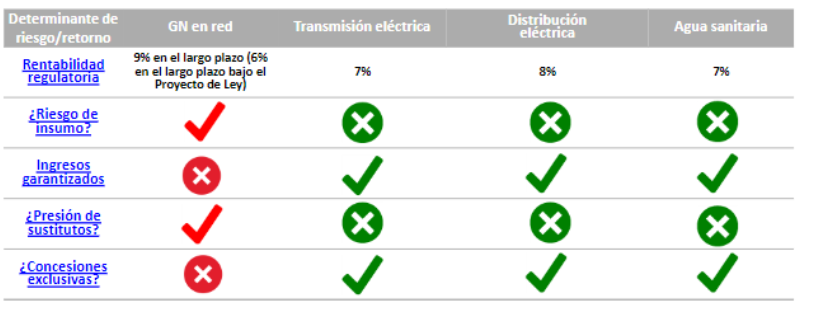 Determinante de
riesgo/retorno
GN en red
Transmisión eléctrica
Distribución
eléctrica
Agua sanitaria
Rentabilidad
regulatoria
9% en el largo plazo (6%
en el largo plazo bajo el
Proyecto de Ley)
7%
8%
7%
¿Riesgo de
insumo?
Ingresos
garantizados
¿Presión de
sustitutos?
¿Concesiones
exclusivas?